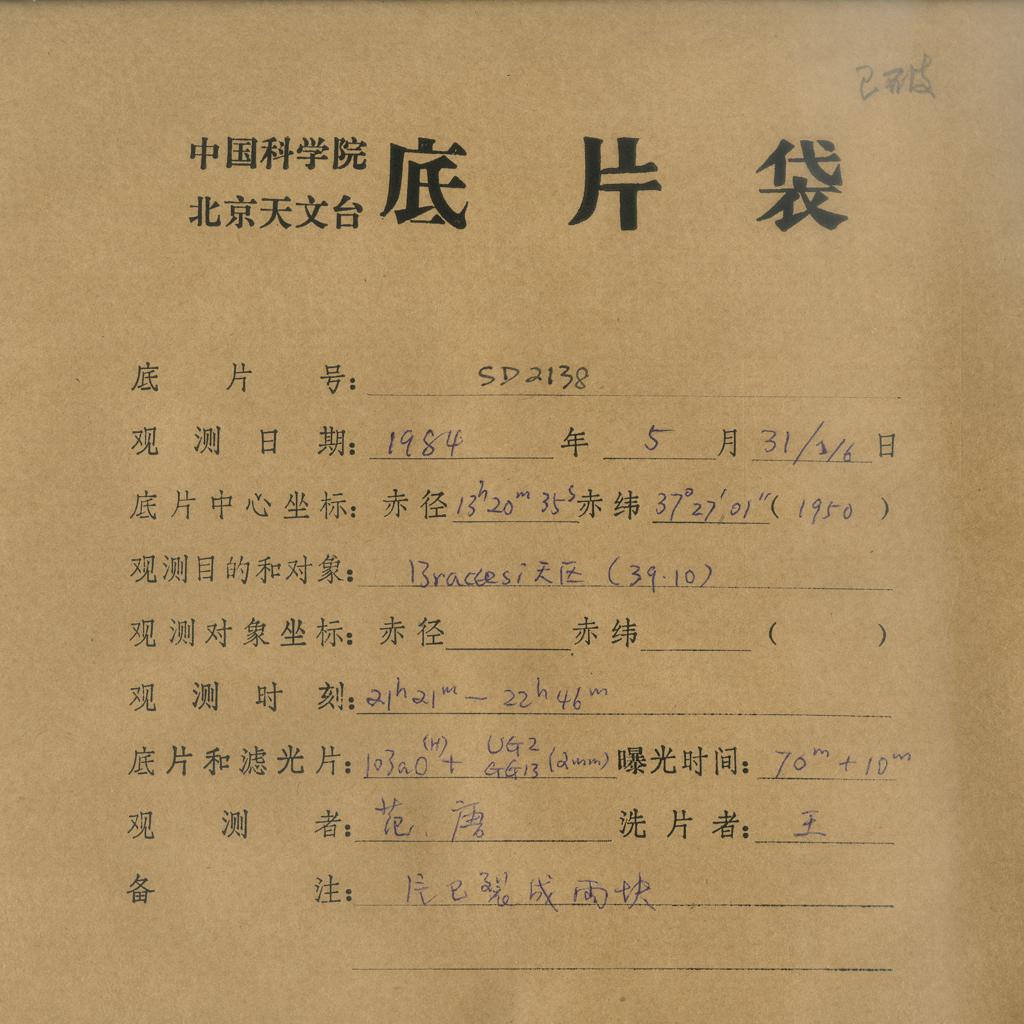 已破
中国科学院
北京天文台 底片袋
底片号: SD2138
观测日期: 1984 年 5 月 31/1/6 日
底片中心坐标: 赤径 13ʰ20ᵐ35ˢ 赤纬 37°27′01″ (1950)
观测目的和对象: Braccesi天区 (39.10)
观测对象坐标: 赤径 赤纬 ( )
观测时刻: 21ʰ21ᵐ — 22ʰ46ᵐ
底片和滤光片: 103aO(H) + UG2 GG13 (2mm) 曝光时间: 70ᵐ + 10ᵐ
观测者: 范、唐 洗片者: 王
备注: 已裂成两块